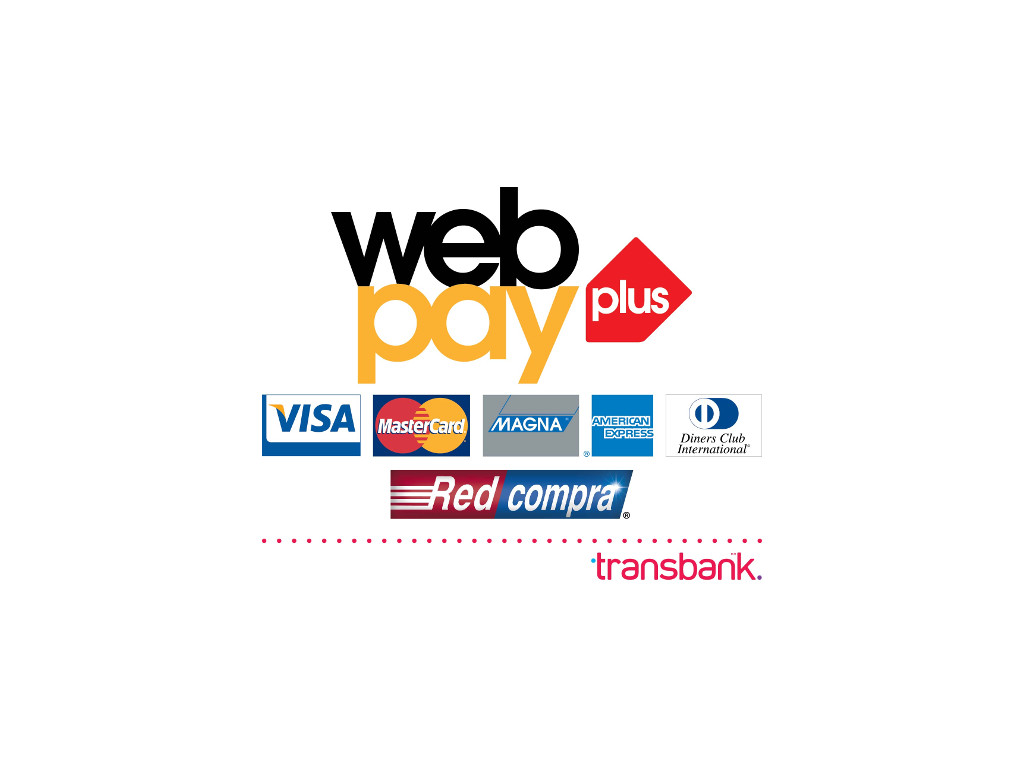 web
pay
plus
VISA
MasterCard
MAGNA
®
AMERICAN
EXPRESS
Diners Club
International®
Red compra®
transbank.